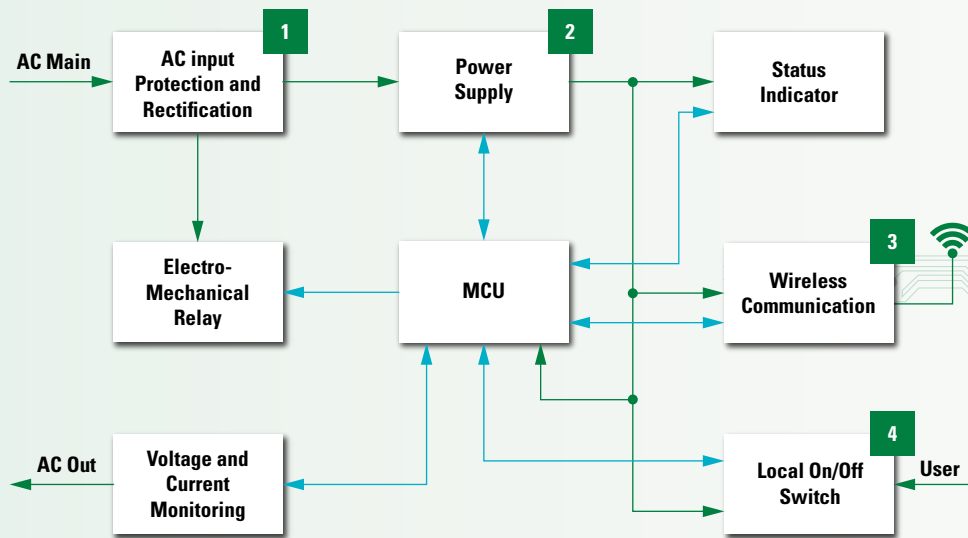 1
2
AC Main
AC input
Protection and
Rectification
Power
Supply
Status
Indicator
3
Electro-
Mechanical
Relay
MCU
Wireless
Communication
4
AC Out
Voltage and
Current
Monitoring
Local On/Off
Switch
User